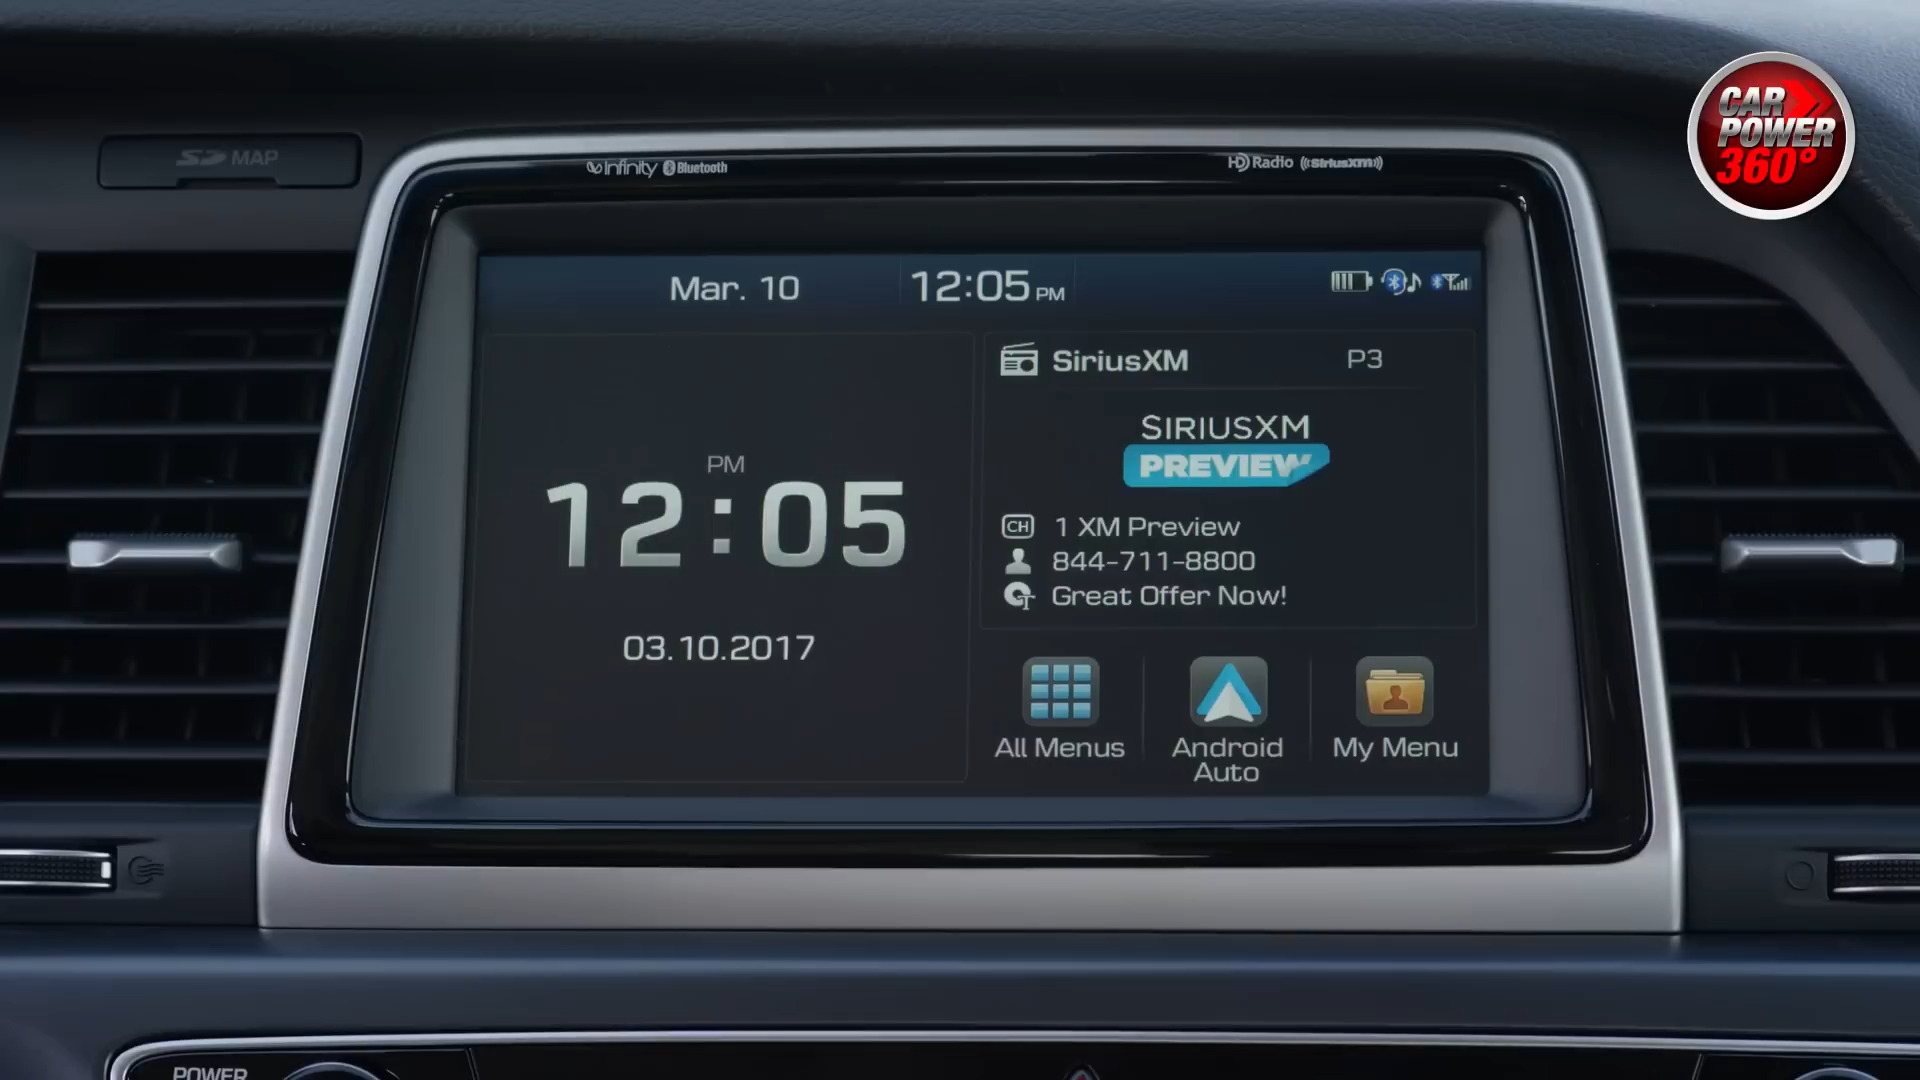 CAR
POWER
360°
SD MAP
infinity Bluetooth
HD Radio ((SiriusXM))
Mar. 10
12:05 PM
SiriusXM P3
SIRIUSXM
PREVIEW
CH 1 XM Preview
844-711-8800
Great Offer Now!
PM
12:05
03.10.2017
All Menus
Android
Auto
My Menu
POWER